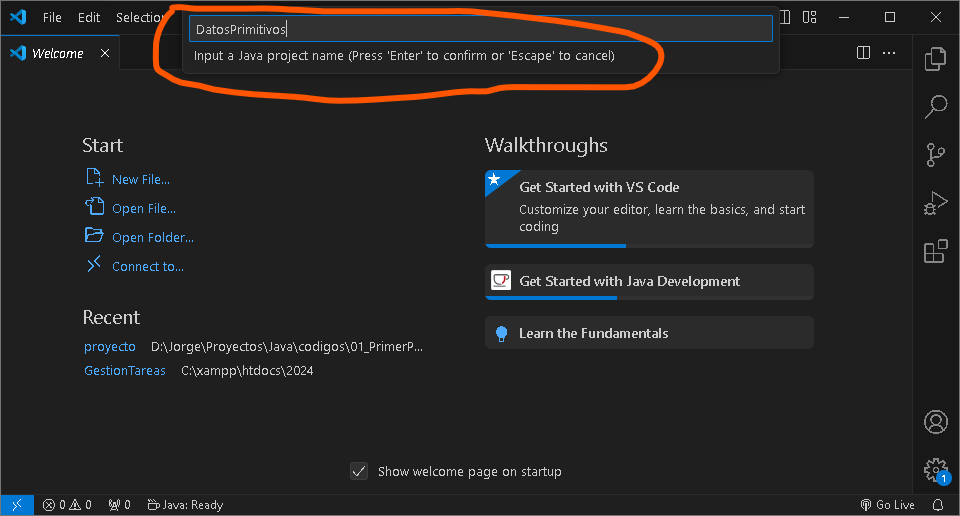 File Edit Selection
DatosPrimitivos
Input a Java project name (Press 'Enter' to confirm or 'Escape' to cancel)
Welcome
Start
New File...
Open File...
Open Folder...
Connect to...
Recent
proyecto D:\Jorge\Proyectos\Java\codigos\01_PrimerP...
GestionTareas C:\xampp\htdocs\2024
Walkthroughs
Get Started with VS Code
Customize your editor, learn the basics, and start
coding
Get Started with Java Development
Learn the Fundamentals
Show welcome page on startup
1
0 0 0 Java: Ready Go Live